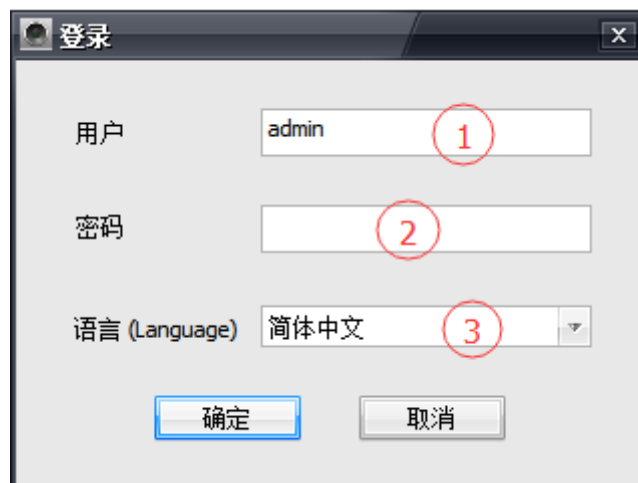 登录
用户 admin ①
密码 ②
语言 (Language) 简体中文 ③
确定 取消